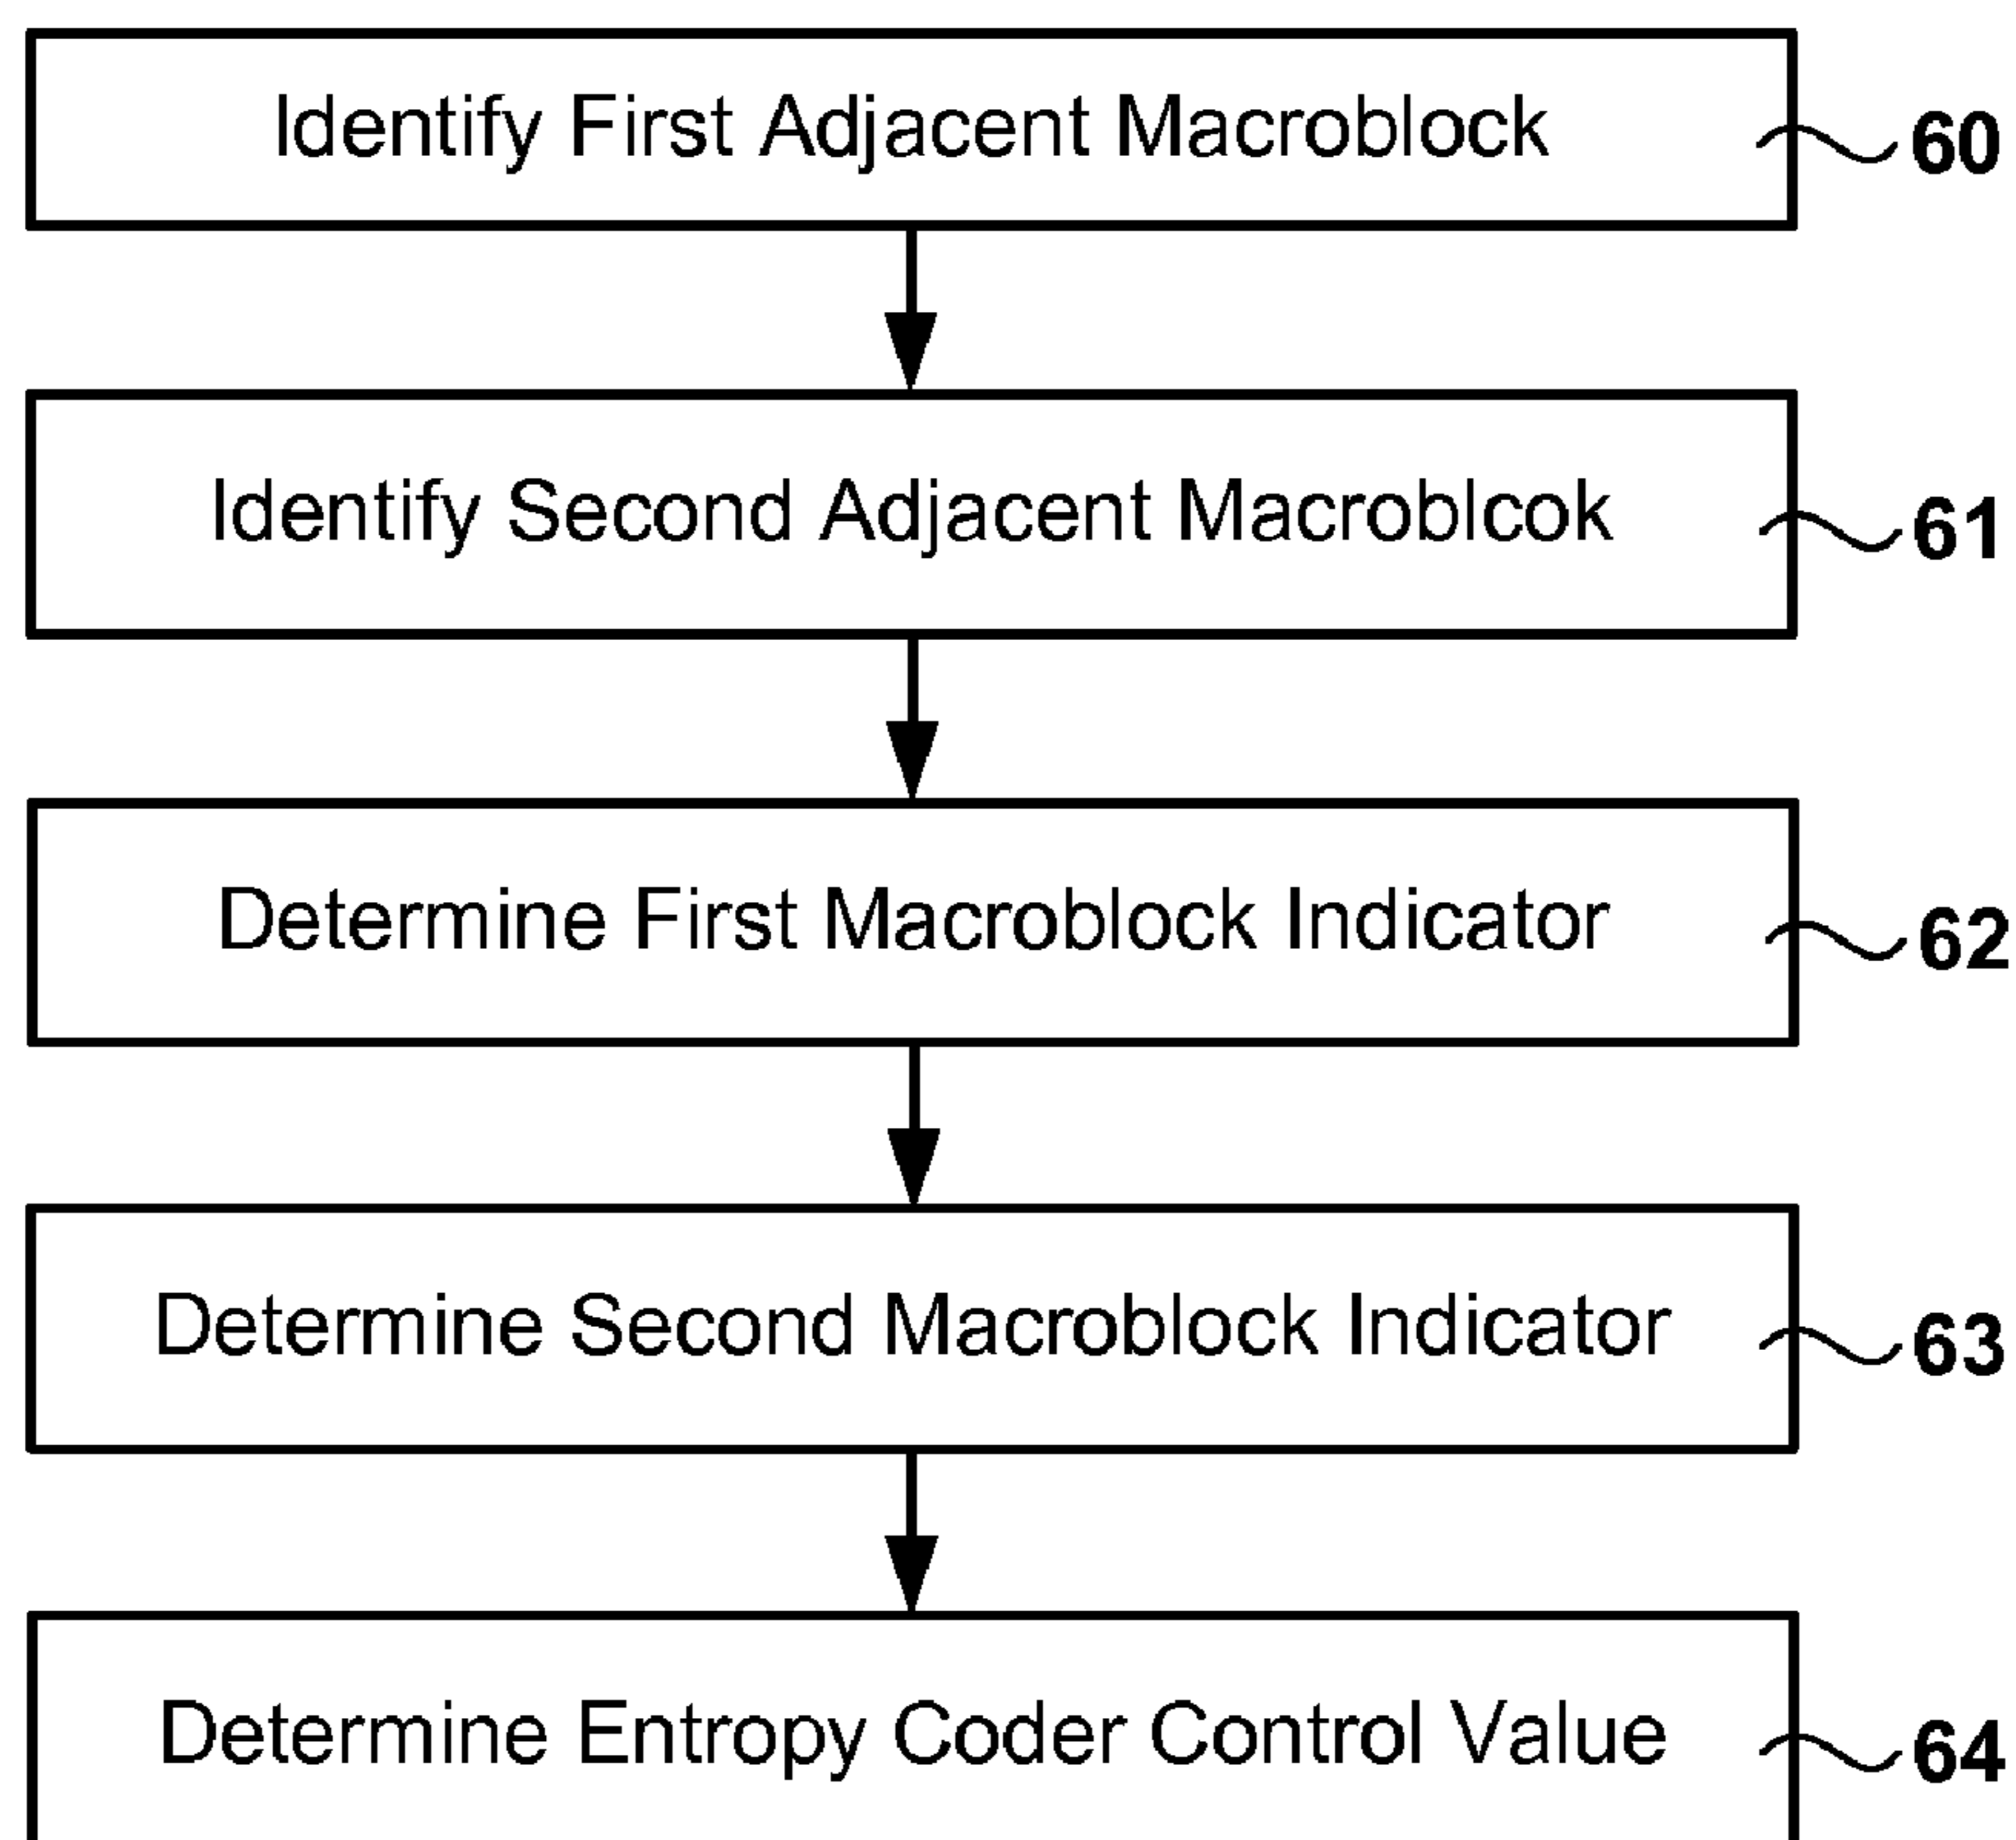 Identify First Adjacent Macroblock
60
Identify Second Adjacent Macroblcok
61
Determine First Macroblock Indicator
62
Determine Second Macroblock Indicator
63
Determine Entropy Coder Control Value
64